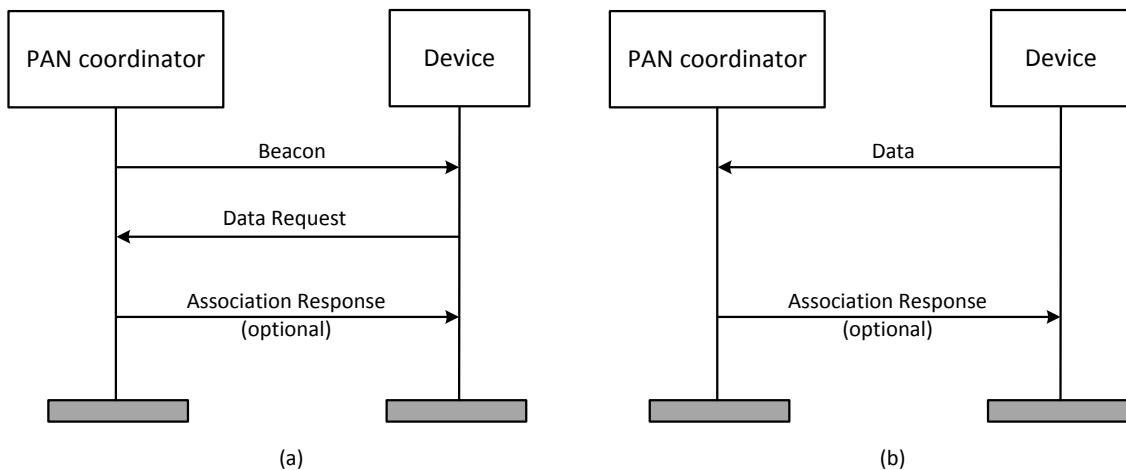 PAN coordinator
Device
Beacon
Data Request
Association Response
(optional)
(a)
PAN coordinator
Device
Data
Association Response
(optional)
(b)